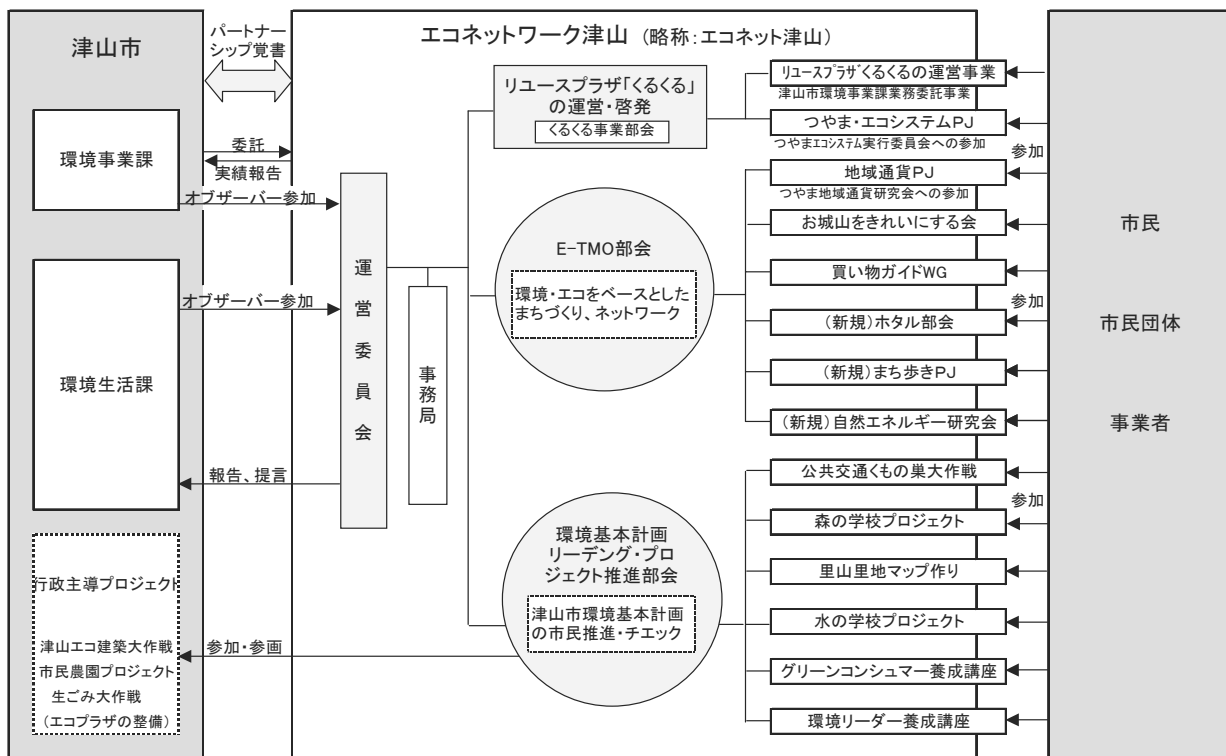 津山市
パートナー
シップ覚書
環境事業課
委託
実績報告
オブザーバー参加
環境生活課
オブザーバー参加
報告、提言
行政主導プロジェクト
津山エコ建築大作戦
市民農園プロジェクト
生ごみ大作戦
（エコプラザの整備）
参加・参画
エコネットワーク津山 （略称：エコネット津山）
運営委員会
事務局
リユースプラザ「くるくる」
の運営・啓発
くるくる事業部会
E-TMO部会
環境・エコをベースとした
まちづくり、ネットワーク
環境基本計画
リーデング・プロ
ジェクト推進部会
津山市環境基本計画
の市民推進・チェック
リユースプラザくるくるの運営事業
津山市環境事業課業務委託事業
つやま・エコシステムPJ
つやまエコシステム実行委員会への参加
地域通貨PJ
つやま地域通貨研究会への参加
お城山をきれいにする会
買い物ガイドWG
（新規）ホタル部会
（新規）まち歩きPJ
（新規）自然エネルギー研究会
公共交通くもの巣大作戦
森の学校プロジェクト
里山里地マップ作り
水の学校プロジェクト
グリーンコンシュマー養成講座
環境リーダー養成講座
参加
参加
参加
市民
市民団体
事業者